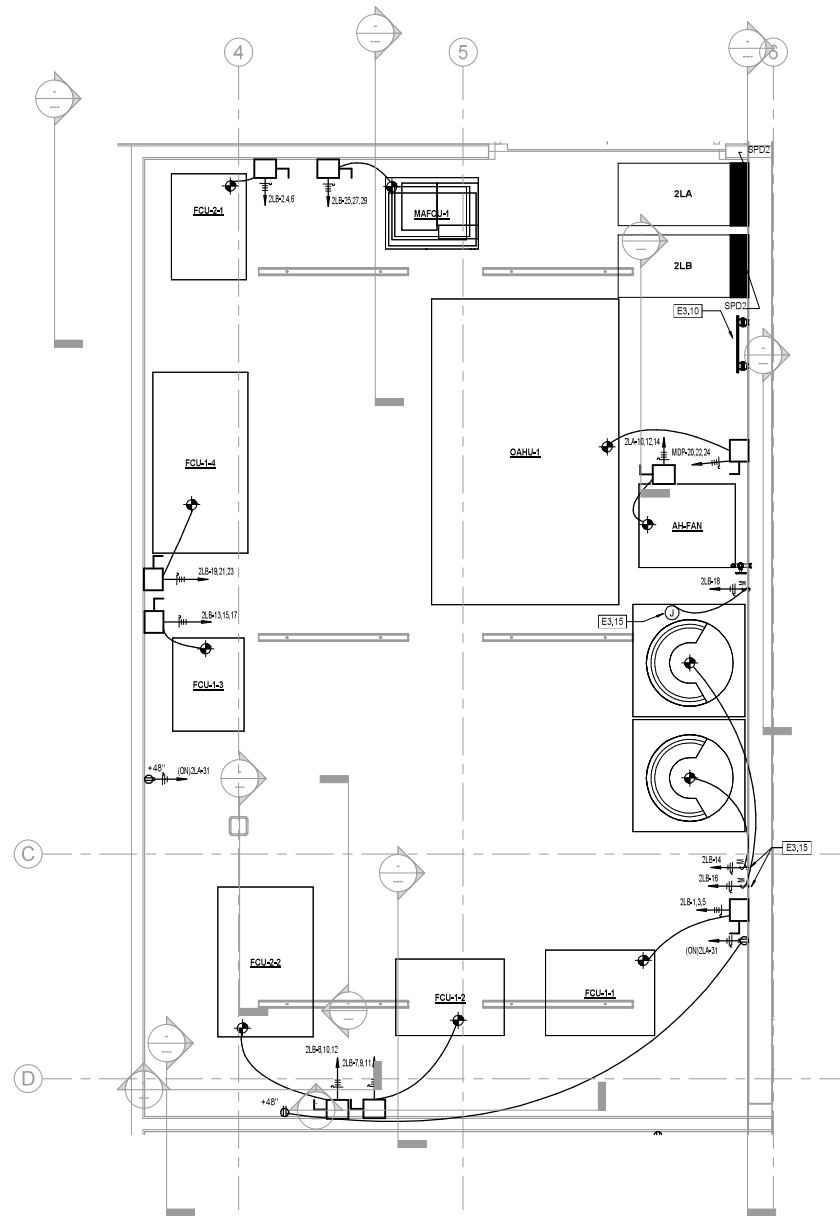 4
5
6
SPD2
2LA
FCU-2-1
2LB-2,4,6
2LB-25,27,29
MAFCU-1
2LB
SPD2
E3,10
2LA-10,12,14
MDP-20,22,24
FCU-1-4
OAHU-1
AH-FAN
2LB-19,21,23
2LB-18
M
2LB-13,15,17
E3,15
J
FCU-1-3
+48"
(ON)2LA-31
C
2LB-14
M
E3,15
2LB-16
M
2LB-1,3,5
(ON)2LA-31
FCU-2-2
FCU-1-2
FCU-1-1
2LB-8,10,12
2LB-7,9,11
D
+48"